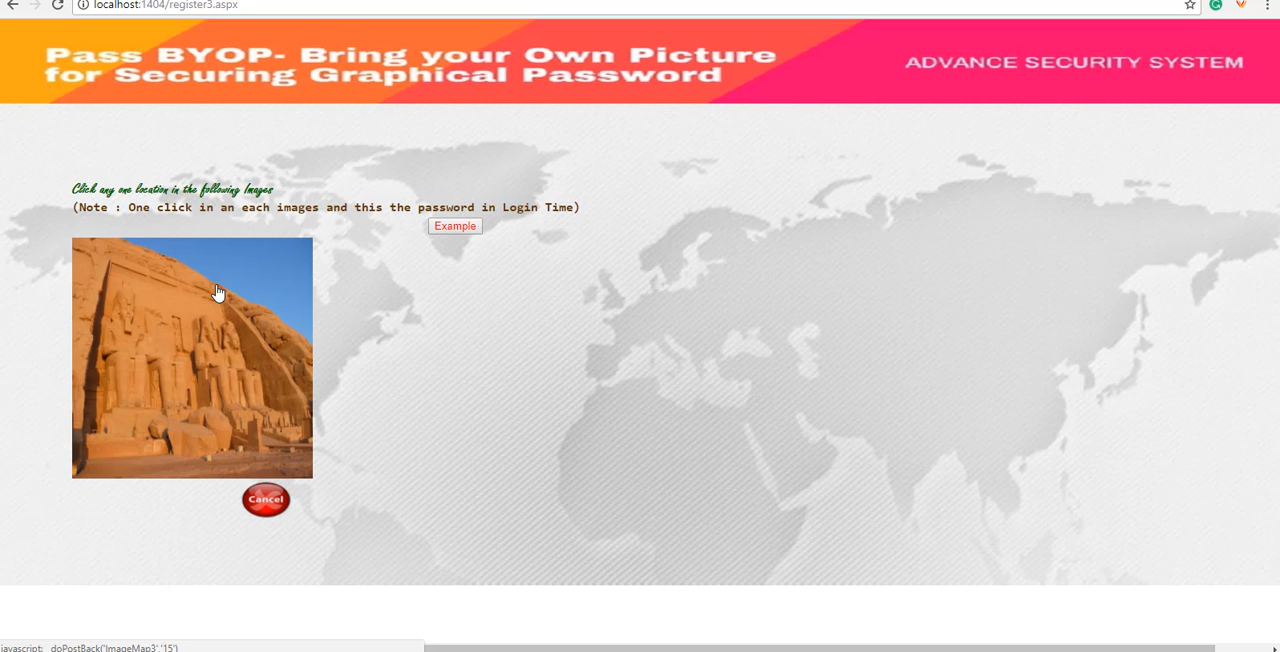 localhost:1404/register3.aspx
Pass BYOP- Bring your Own Picture
for Securing Graphical Password
ADVANCE SECURITY SYSTEM
Click any one location in the following Images
(Note : One click in an each images and this the password in Login Time)
Example
Cancel
javascript:__doPostBack('ImageMap3','15')